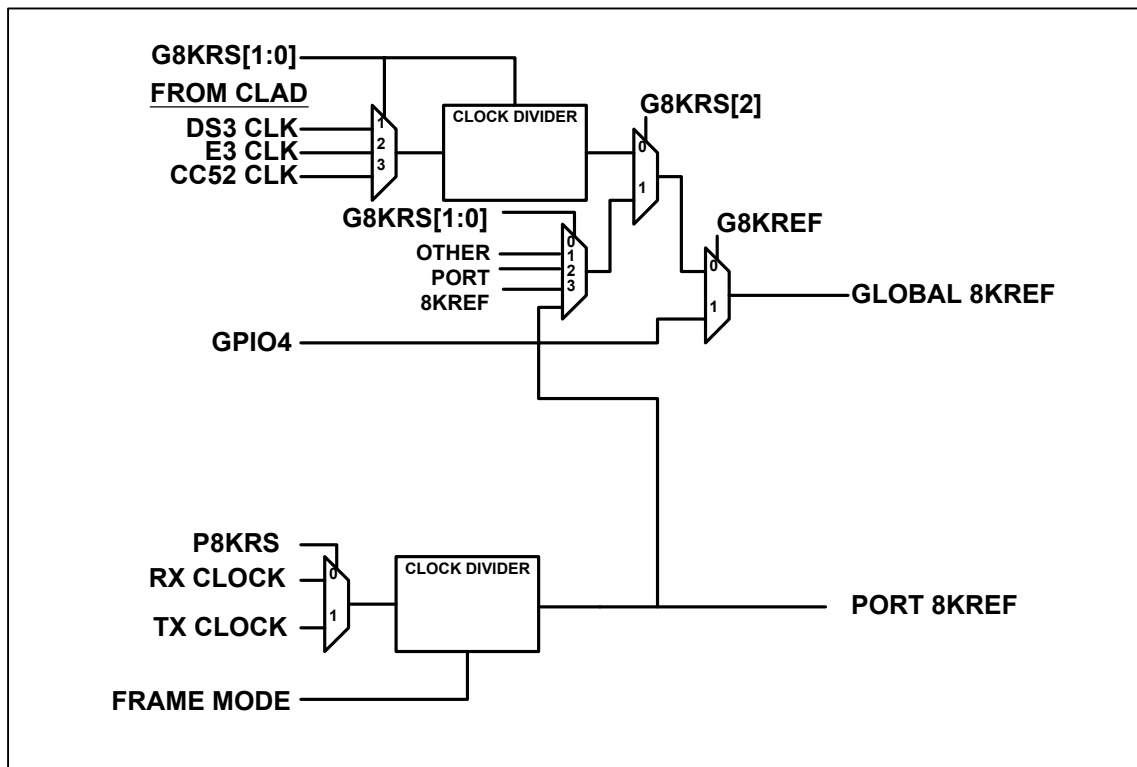 G8KRS[1:0]
FROM CLAD
DS3 CLK
E3 CLK
CC52 CLK
1
2
3
CLOCK DIVIDER
G8KRS[2]
0
1
G8KRS[1:0]
OTHER
PORT
8KREF
0
1
2
3
G8KREF
0
1
GLOBAL 8KREF
GPIO4
P8KRS
RX CLOCK
TX CLOCK
0
1
CLOCK DIVIDER
PORT 8KREF
FRAME MODE